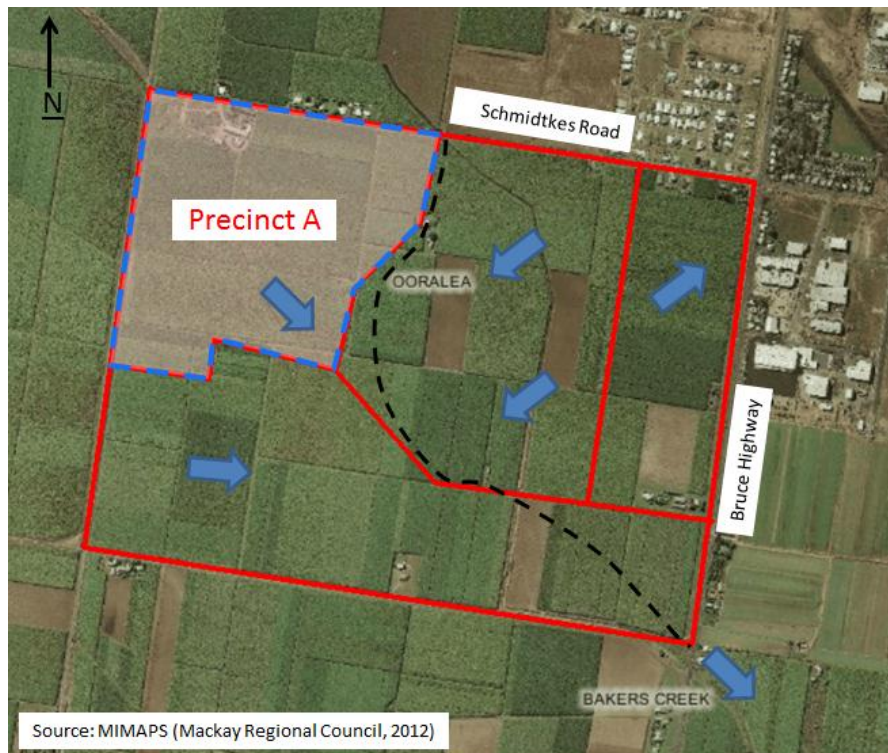 N
Schmidtkes Road
Precinct A
OORALEA
Bruce Highway
BAKERS CREEK
Source: MIMAPS (Mackay Regional Council, 2012)